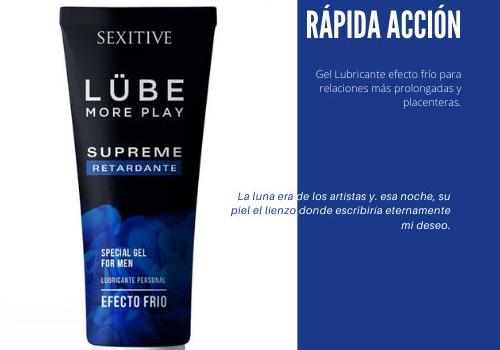 SEXITIVE
LÜBE
MORE PLAY
SUPREME
RETARDANTE
SPECIAL GEL
FOR MEN
LUBRICANTE PERSONAL
EFECTO FRIO
RÁPIDA ACCIÓN
Gel Lubricante efecto frío para
relaciones más prolongadas y
placenteras.
La luna era de los artistas y. esa noche, su
piel el lienzo donde escribiría eternamente
mi deseo.